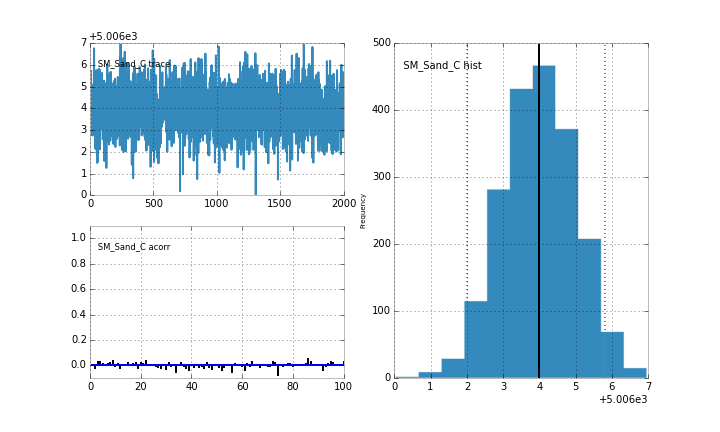 +5.006e3
7
6
5
4
3
2
1
0
SM_Sand_C trace
0 500 1000 1500 2000
1.0
0.8
0.6
0.4
0.2
0.0
SM_Sand_C acorr
0 20 40 60 80 100
500
400
300
200
100
0
Frequency
SM_Sand_C hist
0 1 2 3 4 5 6 7
+5.006e3